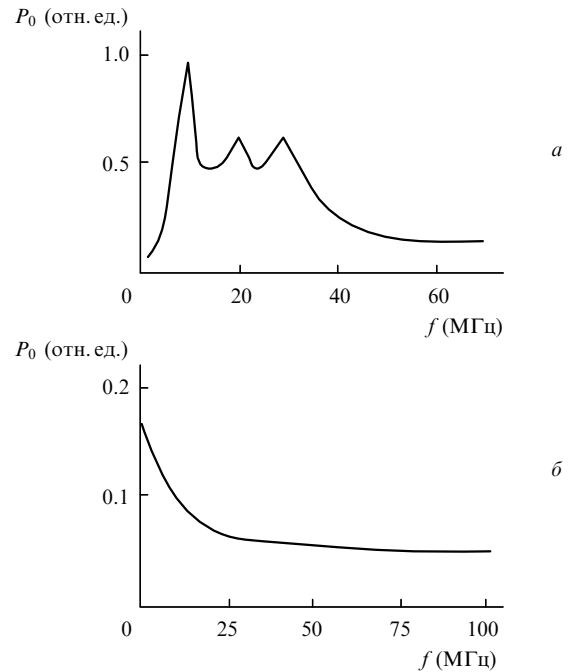 P₀ (отн. ед.)
1.0
0.5
0
20
40
60
f (МГц)
а
P₀ (отн. ед.)
0.2
0.1
0
25
50
75
100
f (МГц)
б